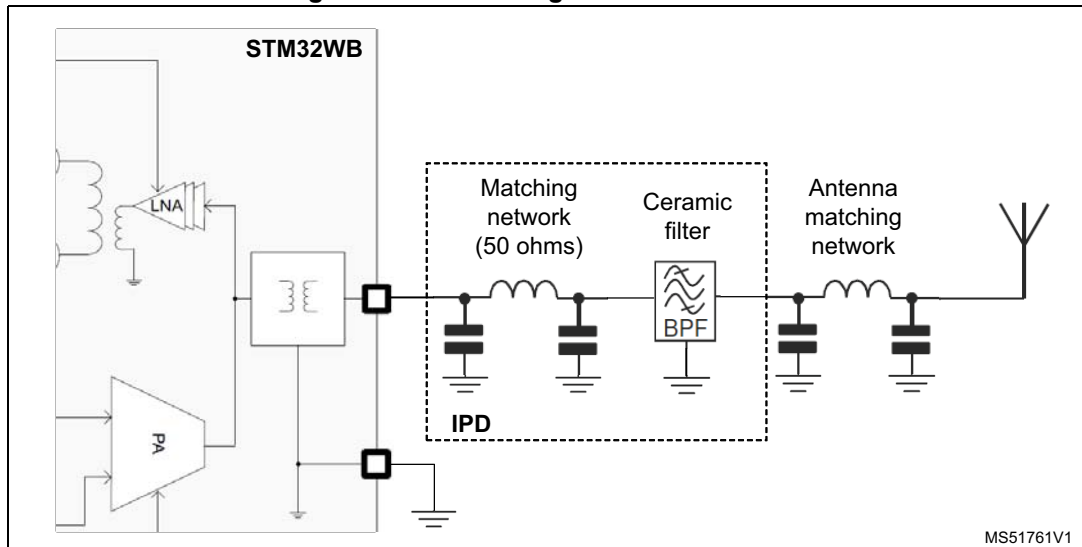 STM32WB
LNA
PA
Matching
network
(50 ohms)
Ceramic
filter
BPF
IPD
Antenna
matching
network
MS51761V1